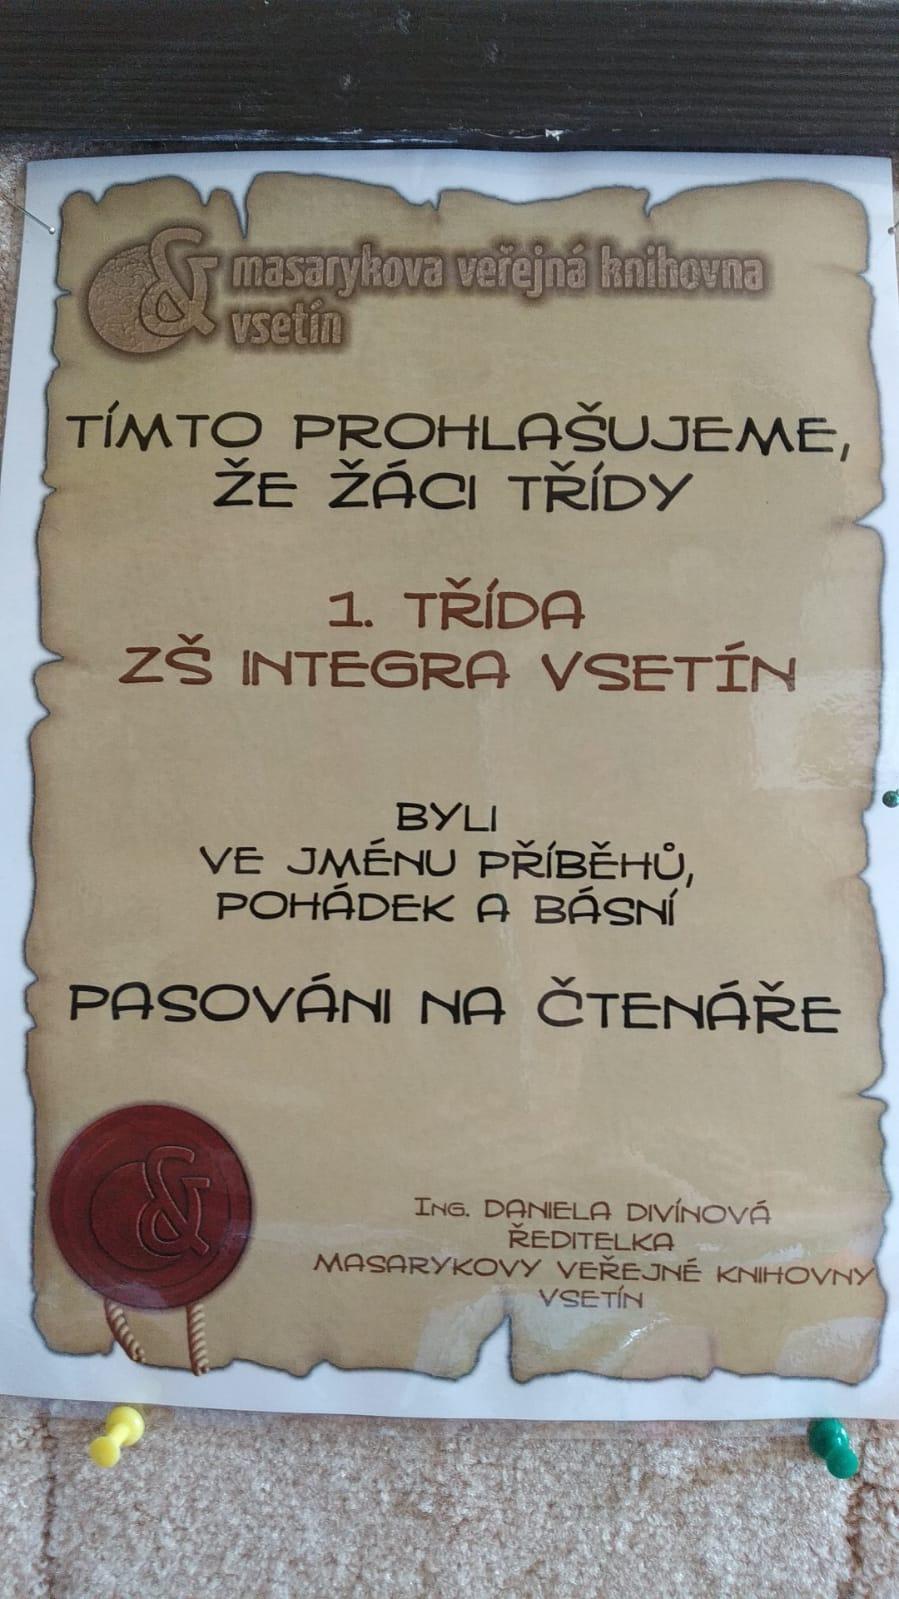 masarykova veřejná knihovna
vsetín
TÍMTO PROHLAŠUJEME,
ŽE ŽÁCI TŘÍDY
1. TŘÍDA
ZŠ INTEGRA VSETÍN
BYLI
VE JMÉNU PŘÍBĚHŮ,
POHÁDEK A BÁSNÍ
PASOVÁNI NA ČTENÁŘE
&
ING. DANIELA DIVÍNOVÁ
ŘEDITELKA
MASARYKOVY VEŘEJNÉ KNIHOVNY
VSETÍN